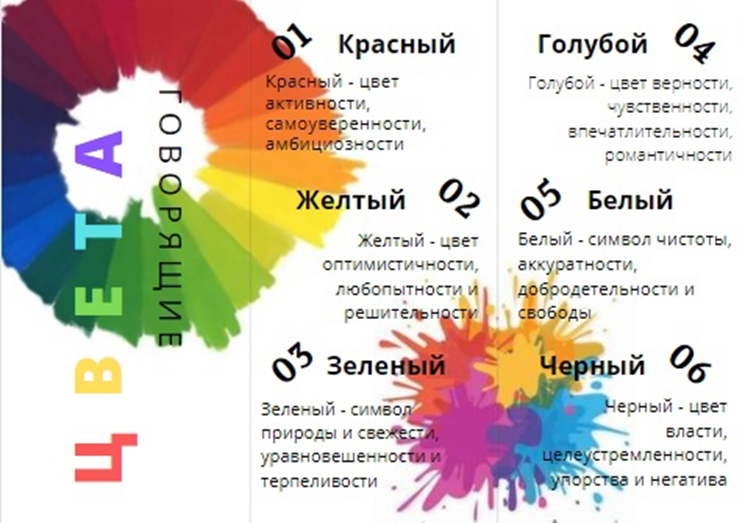 ЦВЕТА
ГОВОРЯЩИЕ
01
Красный
Красный - цвет
активности,
самоуверенности,
амбициозности
02
Желтый
Желтый - цвет
оптимистичности,
любопытности и
решительности
03
Зеленый
Зеленый - символ
природы и свежести,
уравновешенности и
терпеливости
04
Голубой
Голубой - цвет верности,
чувственности,
впечатлительности,
романтичности
05
Белый
Белый - символ чистоты,
аккуратности,
добродетельности и
свободы
06
Черный
Черный - цвет
власти,
целеустремленности,
упорства и негатива